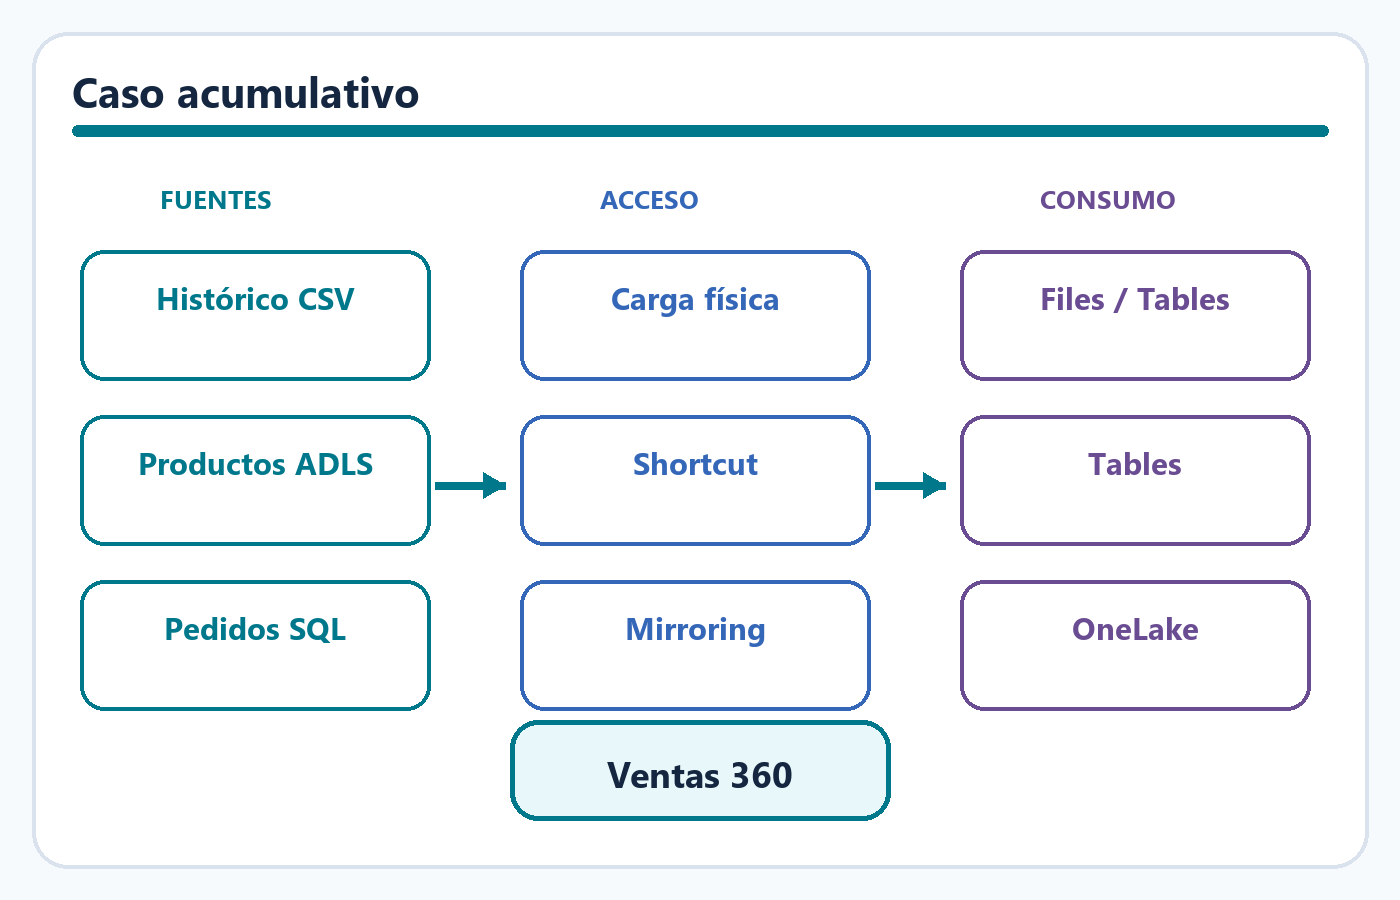 Caso acumulativo
FUENTES
ACCESO
CONSUMO
Histórico CSV
Carga física
Files / Tables
Productos ADLS
Shortcut
Tables
Pedidos SQL
Mirroring
OneLake
Ventas 360